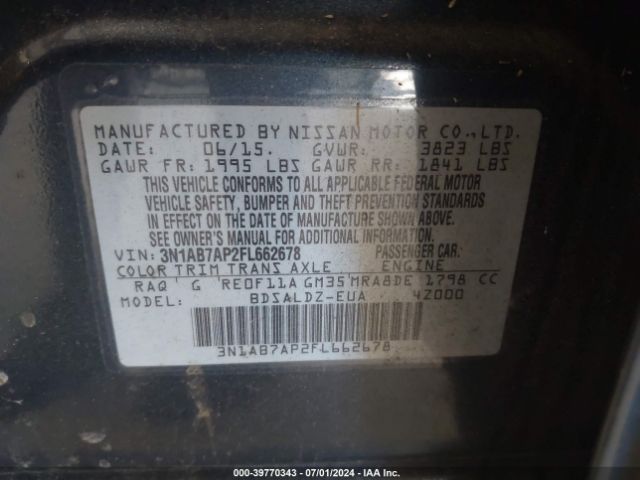 MANUFACTURED BY NISSAN MOTOR CO.,LTD.
DATE: 06/15. GVWR: 3823 LBS
GAWR FR: 1995 LBS GAWR RR: 1841 LBS
THIS VEHICLE CONFORMS TO ALL APPLICABLE FEDERAL MOTOR
VEHICLE SAFETY, BUMPER AND THEFT PREVENTION STANDARDS
IN EFFECT ON THE DATE OF MANUFACTURE SHOWN ABOVE.
SEE OWNER'S MANUAL FOR ADDITIONAL INFORMATION.
VIN: 3N1AB7AP2FL662678 PASSENGER CAR.
COLOR TRIM TRANS AXLE ENGINE
RAQ G RE0F11A GM35 MRA8DE 1798 CC
MODEL: BDSALDZ-EUA 42000
3N1AB7AP2FL662678
000-39770343 - 07/01/2024 - IAA Inc.